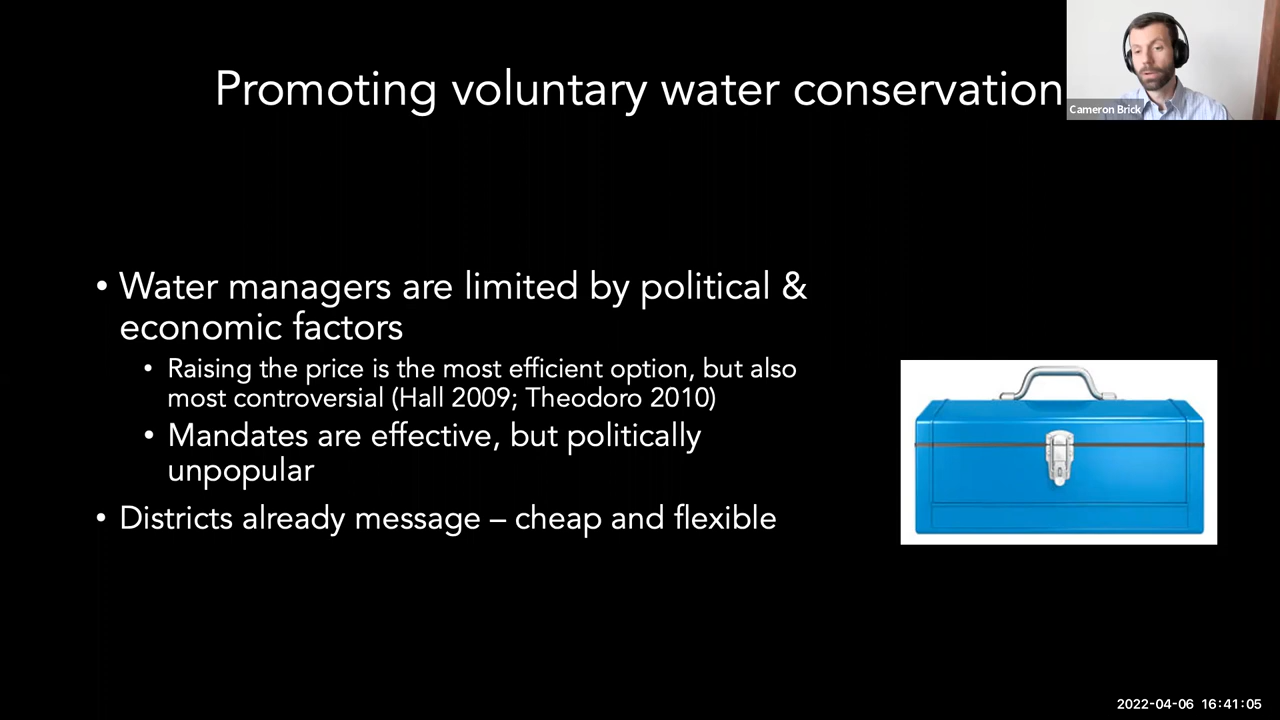 Promoting voluntary water conservation
Cameron Brick
• Water managers are limited by political &
economic factors
• Raising the price is the most efficient option, but also
most controversial (Hall 2009; Theodoro 2010)
• Mandates are effective, but politically
unpopular
• Districts already message – cheap and flexible
2022-04-06 16:41:05